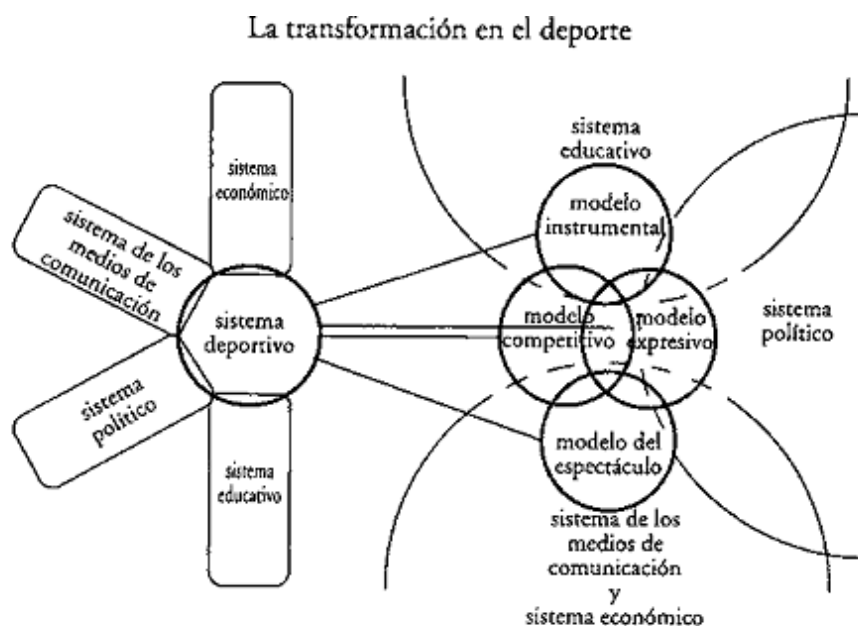 La transformación en el deporte
sistema
económico
sistema de los
medios de
comunicación
sistema
deportivo
sistema
político
sistema
educativo
sistema
educativo
modelo
instrumental
modelo
competitivo
modelo
expresivo
sistema
político
modelo del
espectáculo
sistema de los
medios de
comunicación
y
sistema económico